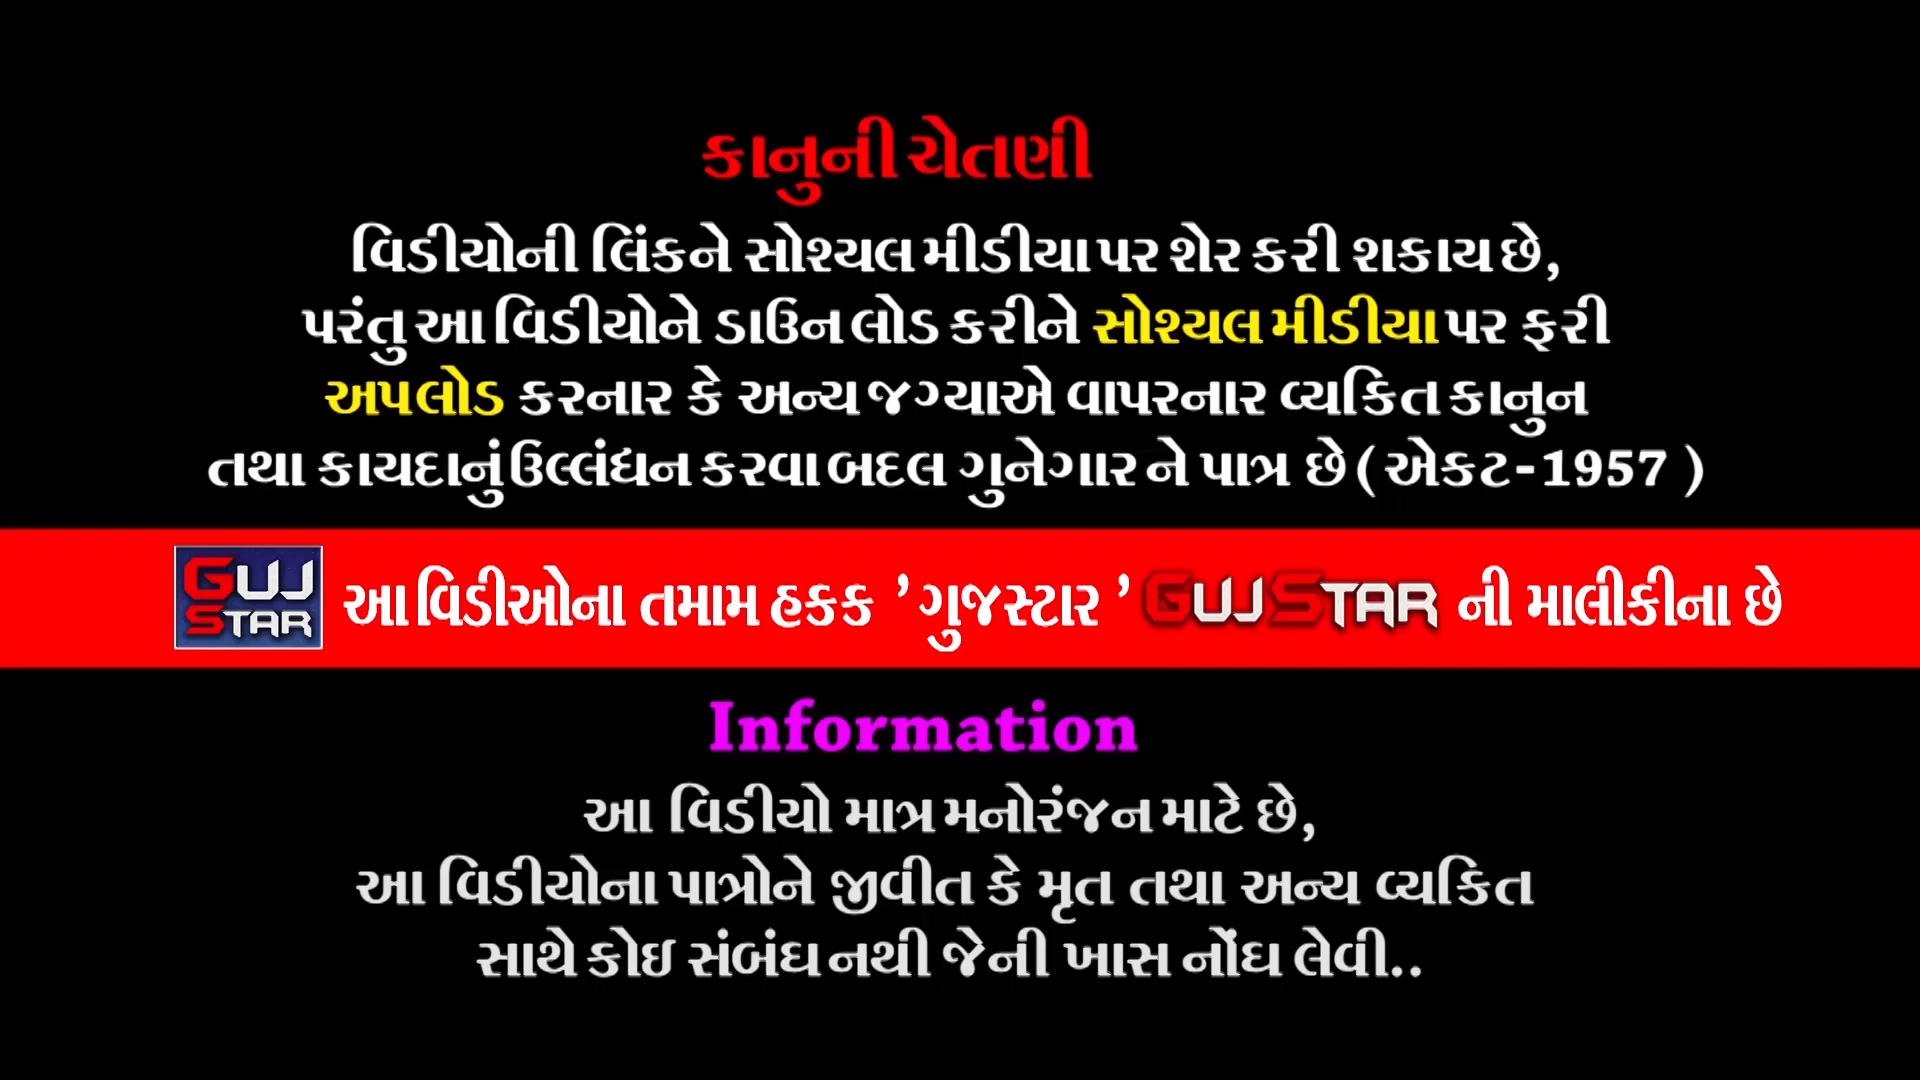 કાનુની ચેતણી
વિડીયોની લિંકને સોશ્યલ મીડીયા પર શેર કરી શકાય છે,
પરંતુ આ વિડીયોને ડાઉન લોડ કરીને સોશ્યલ મીડીયા પર ફરી
અપલોડ કરનાર કે અન્ય જગ્યાએ વાપરનાર વ્યકિત કાનુન
તથા કાયદાનું ઉલ્લંઘન કરવા બદલ ગુનેગાર ને પાત્ર છે ( એકટ-1957 )
GUJ STAR આ વિડીઓના તમામ હકક ’ ગુજસ્ટાર ’ GUJ STAR ની માલીકીના છે
Information
આ વિડીયો માત્ર મનોરંજન માટે છે,
આ વિડીયોના પાત્રોને જીવીત કે મૃત તથા અન્ય વ્યકિત
સાથે કોઇ સંબંઘ નથી જેની ખાસ નોંઘ લેવી..